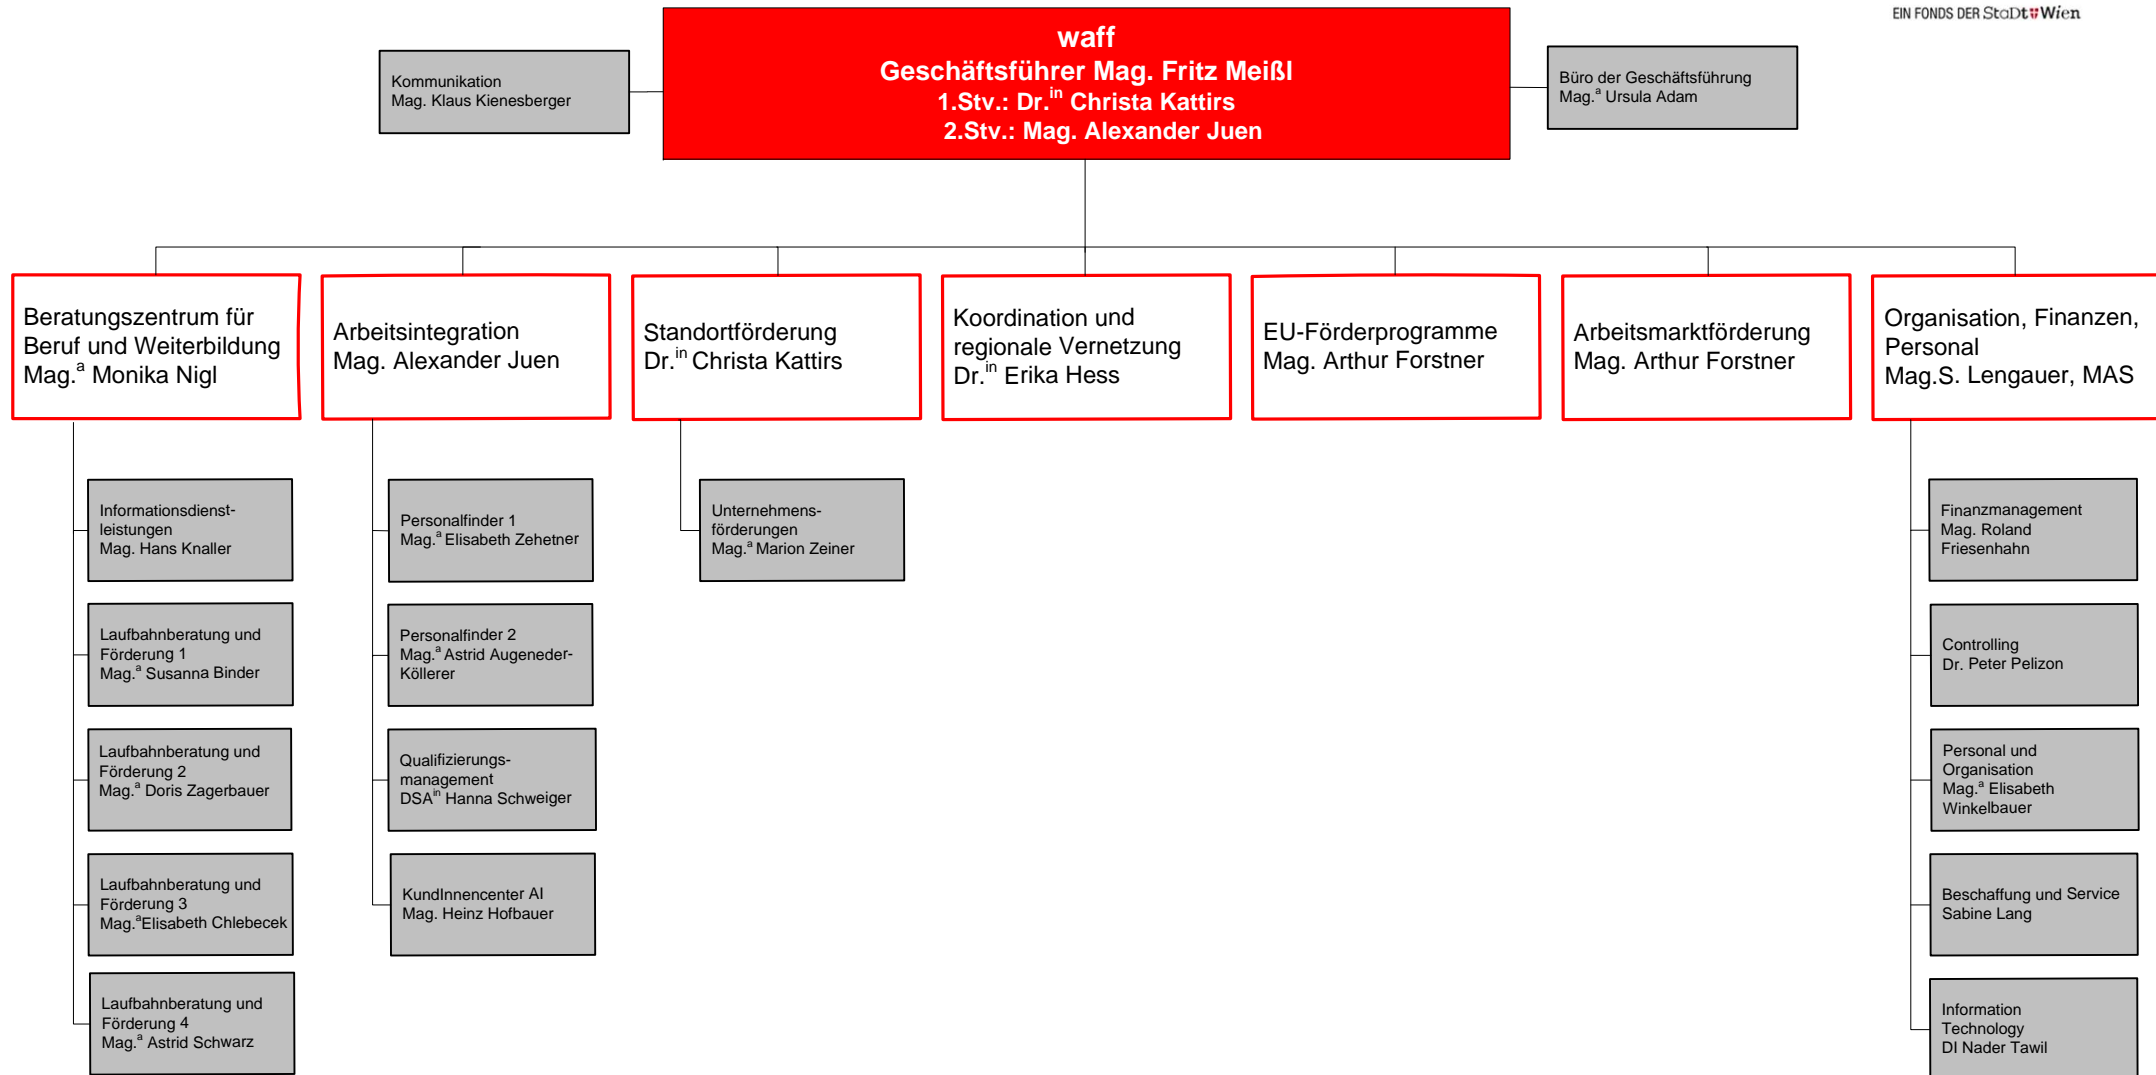 EIN FONDS DER StaDt Wien
waff
Geschäftsführer Mag. Fritz Meißl
1.Stv.: Dr.in Christa Kattirs
2.Stv.: Mag. Alexander Juen
Kommunikation
Mag. Klaus Kienesberger
Büro der Geschäftsführung
Mag.a Ursula Adam
Beratungszentrum für
Beruf und Weiterbildung
Mag.a Monika Nigl
Arbeitsintegration
Mag. Alexander Juen
Standortförderung
Dr.in Christa Kattirs
Koordination und
regionale Vernetzung
Dr.in Erika Hess
EU-Förderprogramme
Mag. Arthur Forstner
Arbeitsmarktförderung
Mag. Arthur Forstner
Organisation, Finanzen,
Personal
Mag.S. Lengauer, MAS
Informationsdienst-
leistungen
Mag. Hans Knaller
Laufbahnberatung und
Förderung 1
Mag.a Susanna Binder
Laufbahnberatung und
Förderung 2
Mag.a Doris Zagerbauer
Laufbahnberatung und
Förderung 3
Mag.aElisabeth Chlebecek
Laufbahnberatung und
Förderung 4
Mag.a Astrid Schwarz
Personalfinder 1
Mag.a Elisabeth Zehetner
Personalfinder 2
Mag.a Astrid Augeneder-
Köllerer
Qualifizierungs-
management
DSAin Hanna Schweiger
KundInnencenter AI
Mag. Heinz Hofbauer
Unternehmens-
förderungen
Mag.a Marion Zeiner
Finanzmanagement
Mag. Roland
Friesenhahn
Controlling
Dr. Peter Pelizon
Personal und
Organisation
Mag.a Elisabeth
Winkelbauer
Beschaffung und Service
Sabine Lang
Information
Technology
DI Nader Tawil